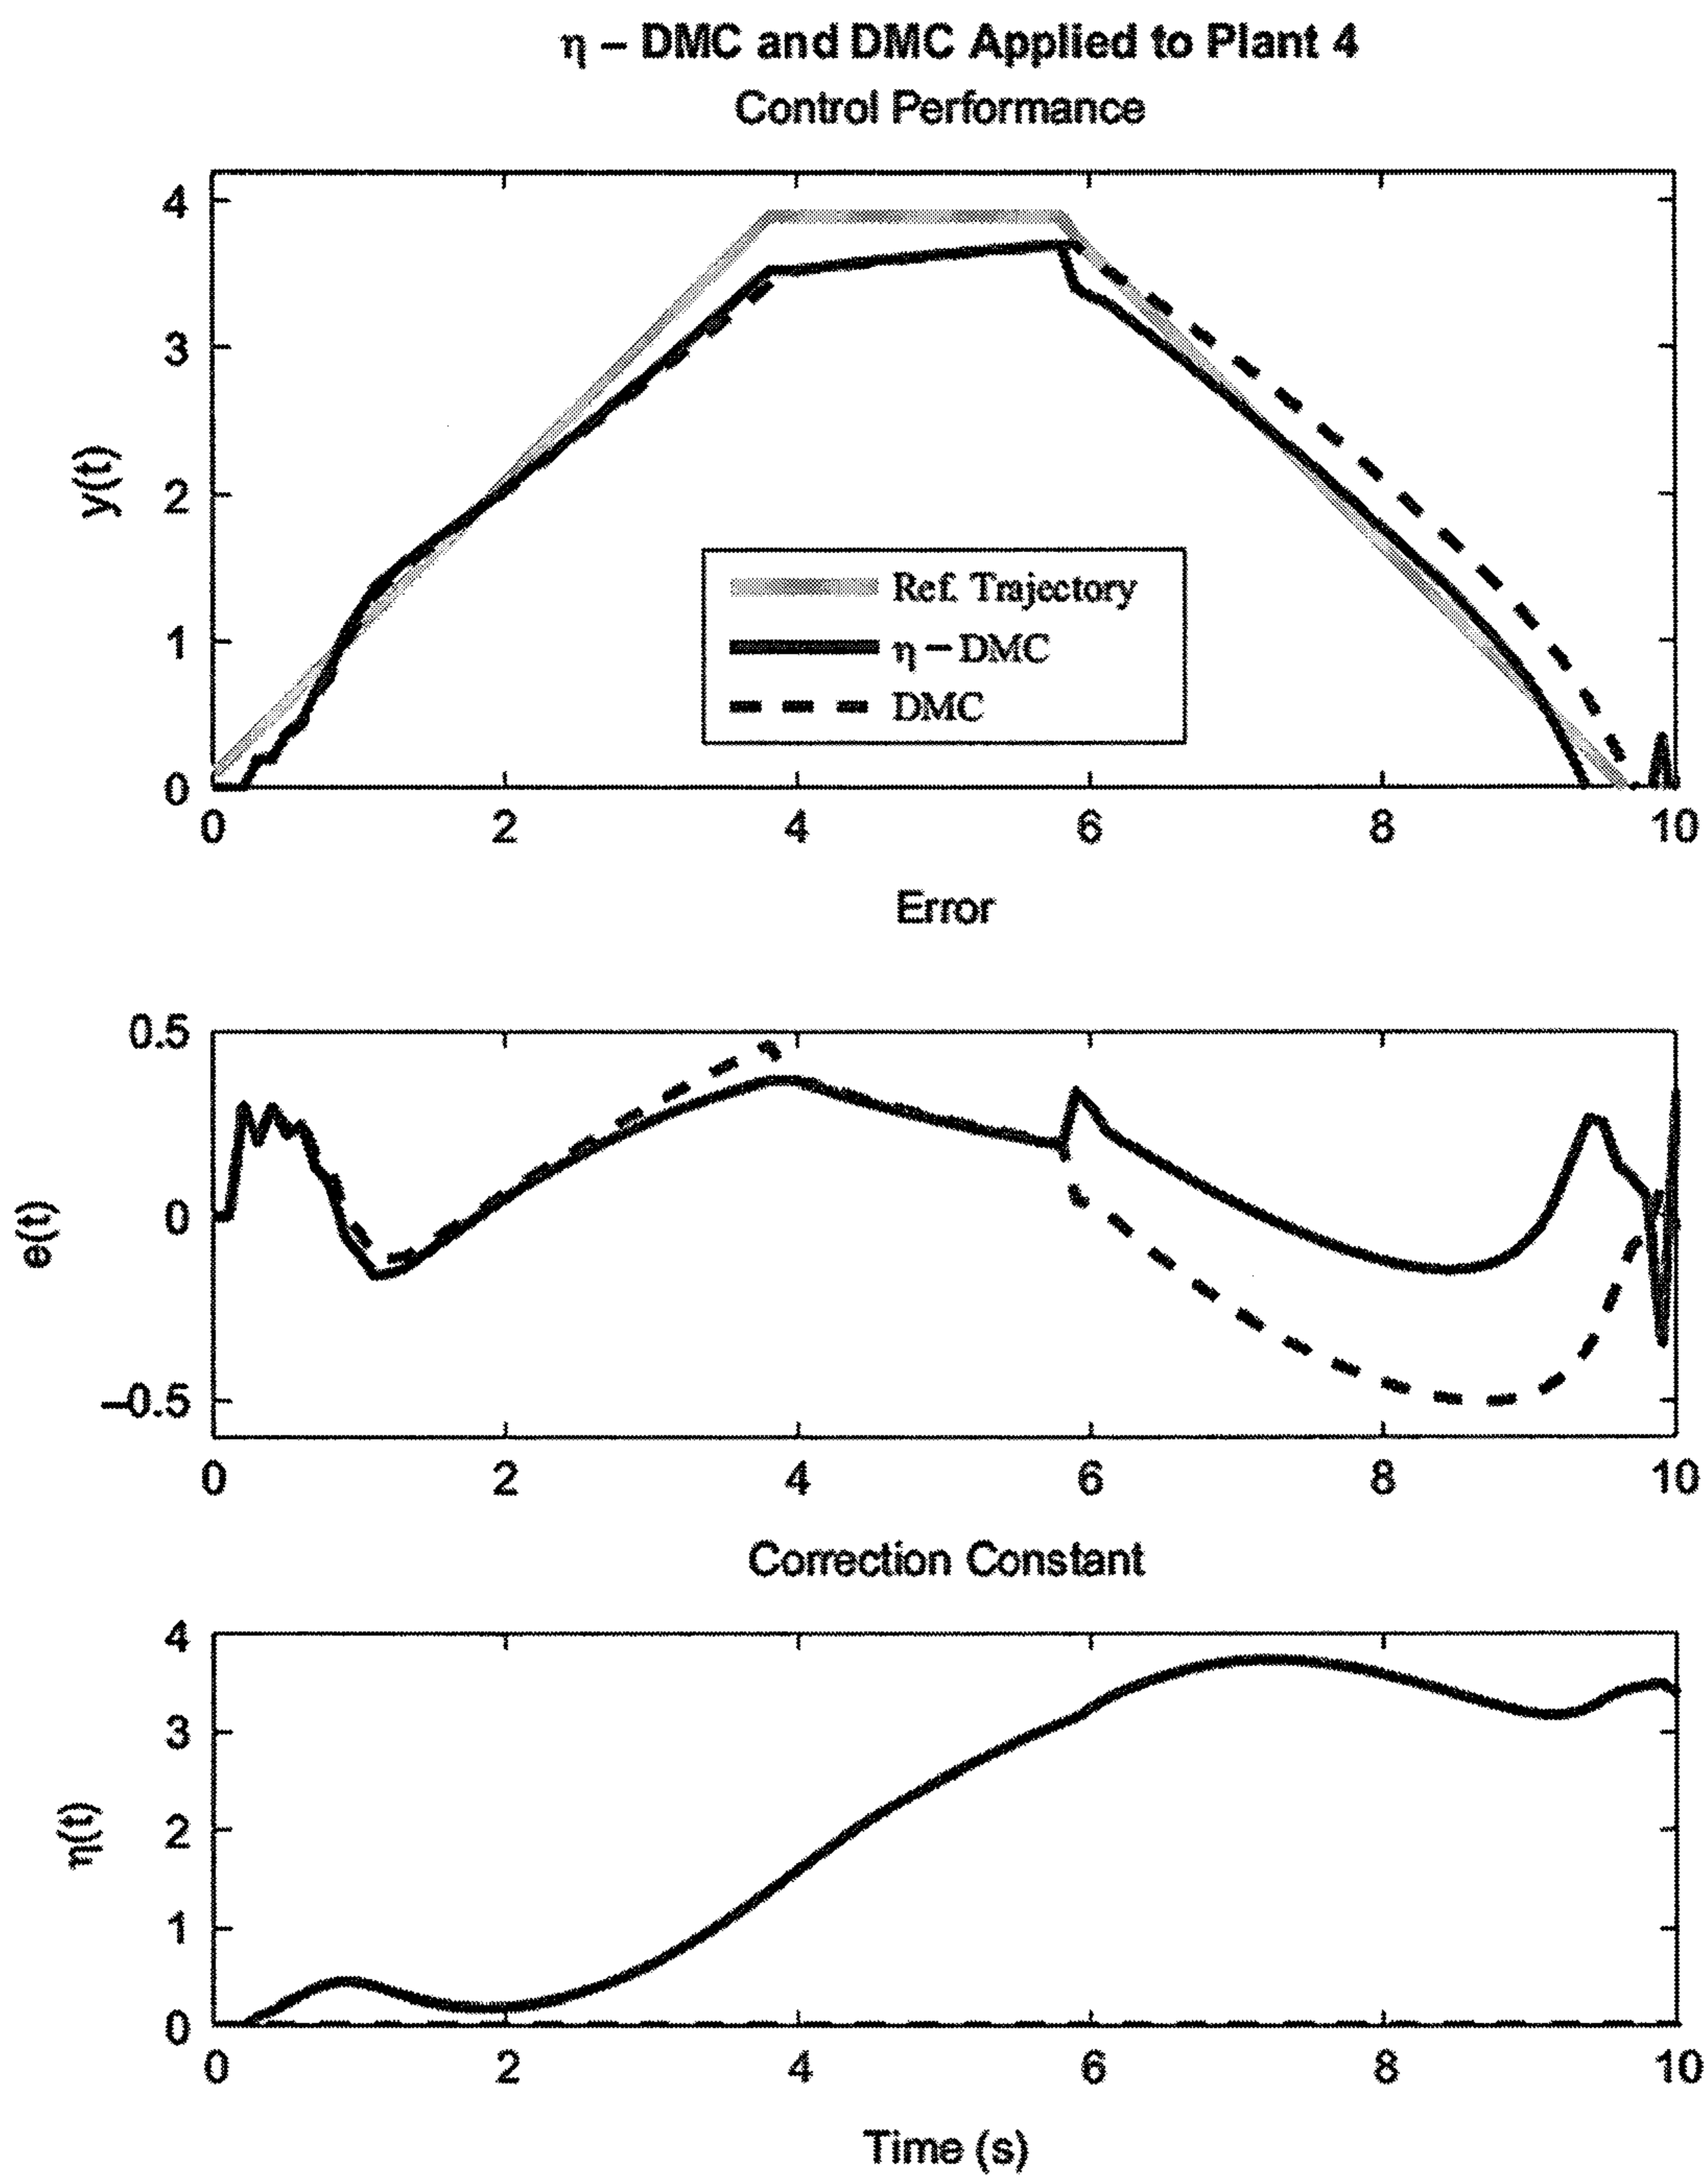 η – DMC and DMC Applied to Plant 4
Control Performance
4
3
2
1
0
y(t)
Ref. Trajectory
η – DMC
DMC
0 2 4 6 8 10
Error
0.5
0
–0.5
e(t)
0 2 4 6 8 10
Correction Constant
4
3
2
1
0
η(t)
0 2 4 6 8 10
Time (s)